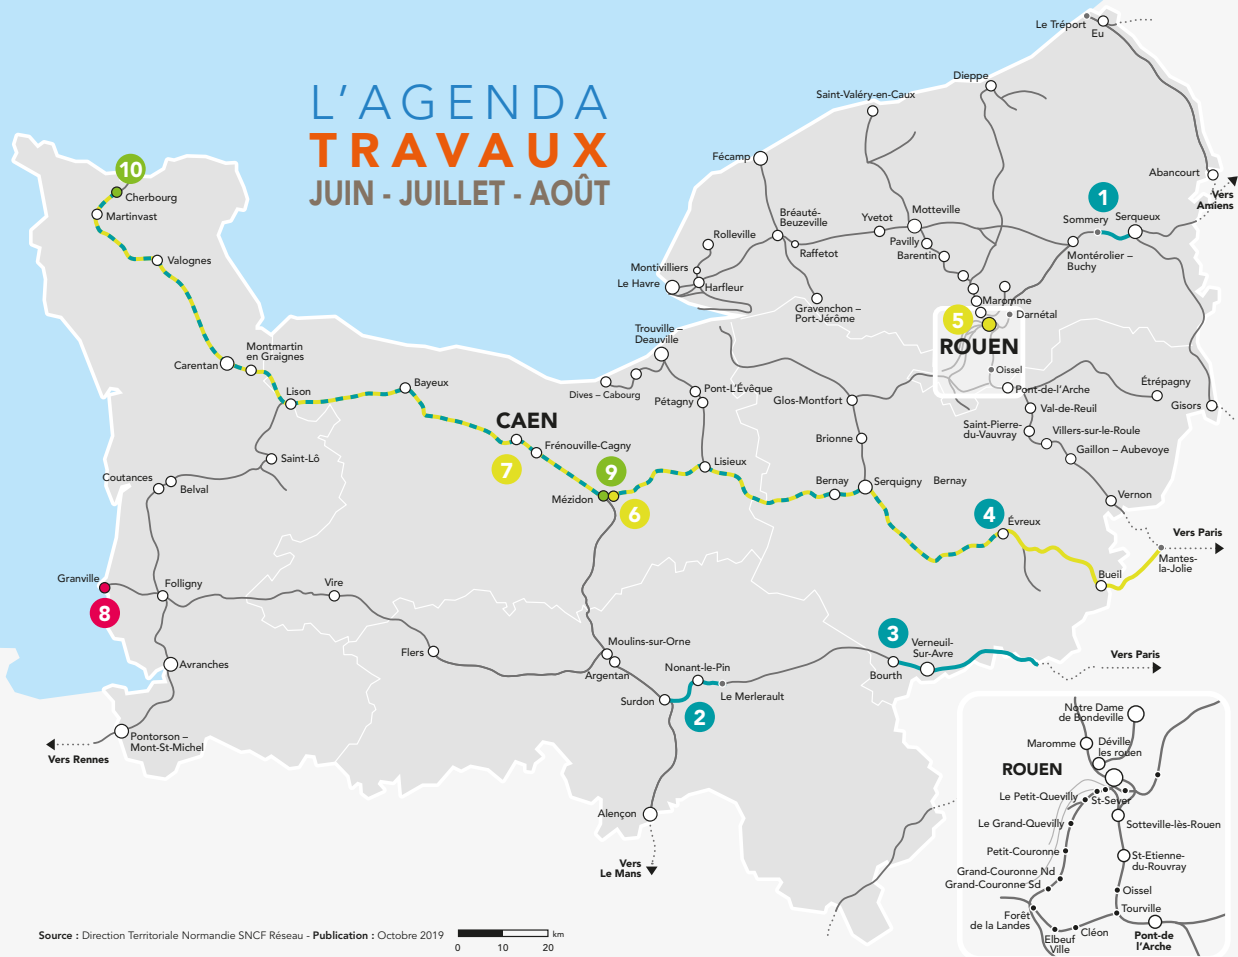 L'AGENDA
TRAVAUX
JUIN - JUILLET - AOÛT
Le Tréport
Eu
Dieppe
Saint-Valéry-en-Caux
Fécamp
Abancourt
Vers
Amiens
1
Sommery
Serqueux
Montérolier –
Buchy
10
Cherbourg
Martinvast
Valognes
Bréauté-
Beuzeville
Yvetot
Motteville
Pavilly
Barentin
Raffetot
Rolleville
Montivilliers
Le Havre
Harfleur
Gravenchon –
Port-Jérôme
Maromme
Darnétal
5
ROUEN
Oissel
Pont-de-l'Arche
Trouville –
Deauville
Dives – Cabourg
Pont-L'Évêque
Pétagny
Glos-Montfort
Brionne
Val-de-Reuil
Saint-Pierre-
du-Vauvray
Villers-sur-le-Roule
Gaillon – Aubevoye
Étrépagny
Gisors
Vernon
Carentan
Montmartin
en Graignes
Lison
Bayeux
CAEN
Frénouville-Cagny
7
9
Mézidon
6
Lisieux
Bernay
Serquigny
Bernay
4
Évreux
Vers Paris
Mantes-
la-Jolie
Bueil
Saint-Lô
Coutances
Belval
Granville
8
Folligny
Vire
Flers
Avranches
Pontorson –
Mont-St-Michel
Vers Rennes
Moulins-sur-Orne
Argentan
Nonant-le-Pin
Surdon
Le Merlerault
2
3
Verneuil-
Sur-Avre
Bourth
Vers Paris
Alençon
Vers
Le Mans
Notre Dame
de Bondeville
Maromme
Déville
les rouen
ROUEN
Le Petit-Quevilly
St-Sever
Le Grand-Quevilly
Sotteville-lès-Rouen
Petit-Couronne
St-Etienne-
du-Rouvray
Grand-Couronne Nd
Grand-Couronne Sd
Oissel
Tourville
Forêt
de la Landes
Elbeuf
Ville
Cléon
Pont-de
l'Arche
Source : Direction Territoriale Normandie SNCF Réseau - Publication : Octobre 2019
km
0 10 20